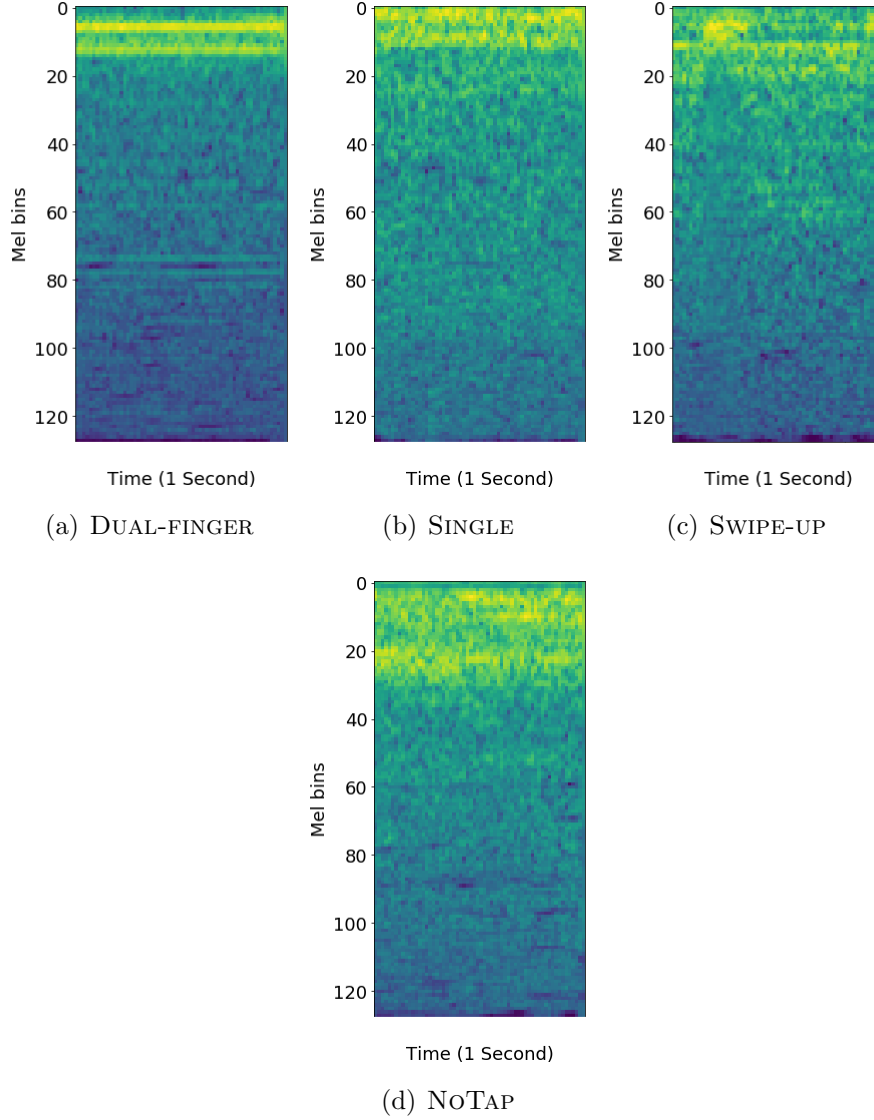 0
20
40
60
80
100
120
Mel bins
Time (1 Second)
(a) DUAL-FINGER
0
20
40
60
80
100
120
Mel bins
Time (1 Second)
(b) SINGLE
0
20
40
60
80
100
120
Mel bins
Time (1 Second)
(c) SWIPE-UP
0
20
40
60
80
100
120
Mel bins
Time (1 Second)
(d) NOTAP